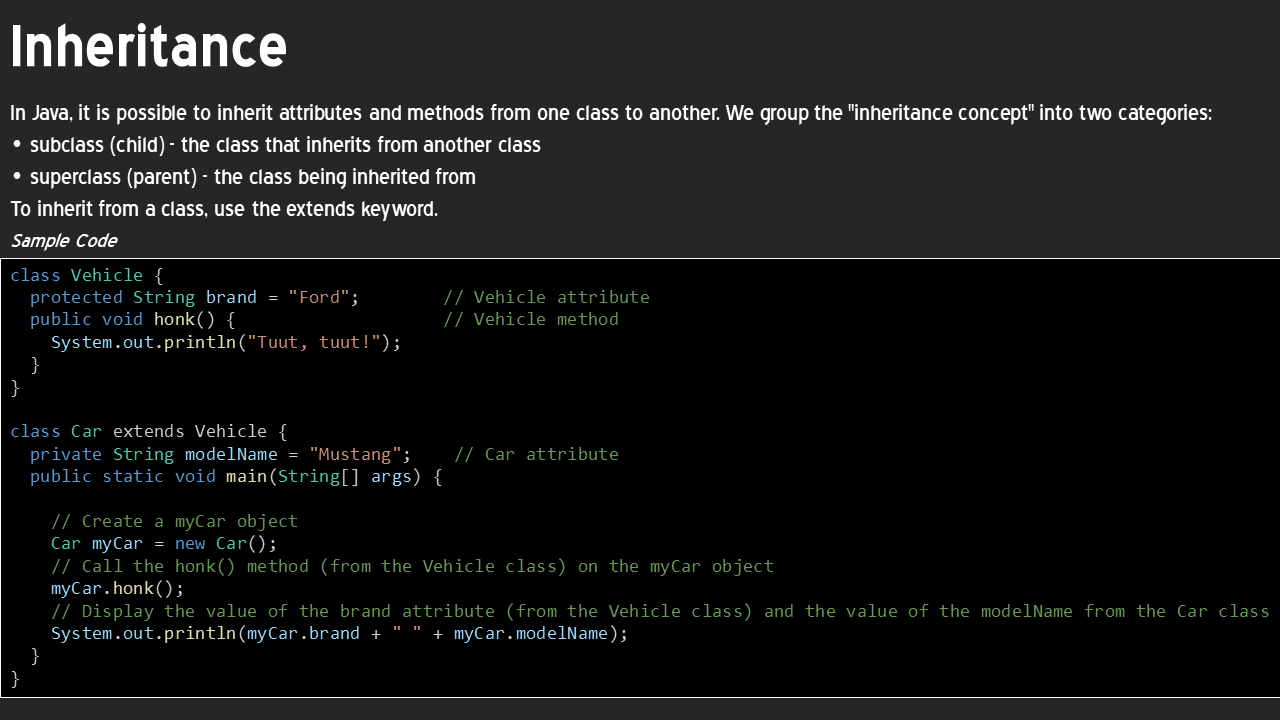 Inheritance
In Java, it is possible to inherit attributes and methods from one class to another. We group the "inheritance concept" into two categories:
• subclass (child) - the class that inherits from another class
• superclass (parent) - the class being inherited from
To inherit from a class, use the extends keyword.
Sample Code
class Vehicle {
  protected String brand = "Ford";        // Vehicle attribute
  public void honk() {                    // Vehicle method
    System.out.println("Tuut, tuut!");
  }
}

class Car extends Vehicle {
  private String modelName = "Mustang";    // Car attribute
  public static void main(String[] args) {

    // Create a myCar object
    Car myCar = new Car();
    // Call the honk() method (from the Vehicle class) on the myCar object
    myCar.honk();
    // Display the value of the brand attribute (from the Vehicle class) and the value of the modelName from the Car class
    System.out.println(myCar.brand + " " + myCar.modelName);
  }
}